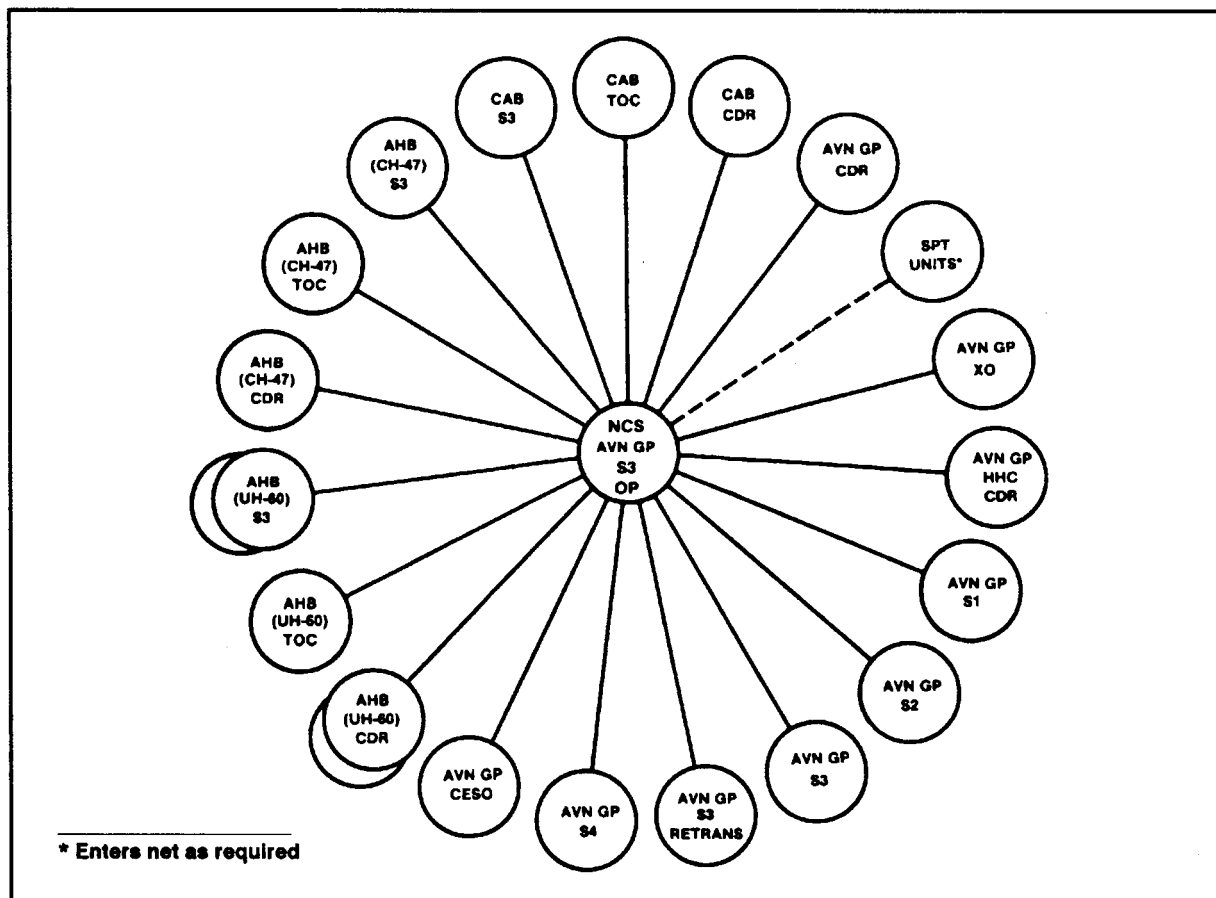 CAB
TOC
CAB
CDR
AVN GP
CDR
SPT
UNITS*
AVN GP
XO
AVN GP
HHC
CDR
AVN GP
S1
AVN GP
S2
AVN GP
S3
AVN GP
S3
RETRANS
AVN GP
S4
AVN GP
CESO
AHB
(UH-60)
CDR
AHB
(UH-60)
TOC
AHB
(UH-60)
S3
AHB
(CH-47)
CDR
AHB
(CH-47)
TOC
AHB
(CH-47)
S3
CAB
S3
NCS
AVN GP
S3
OP
* Enters net as required